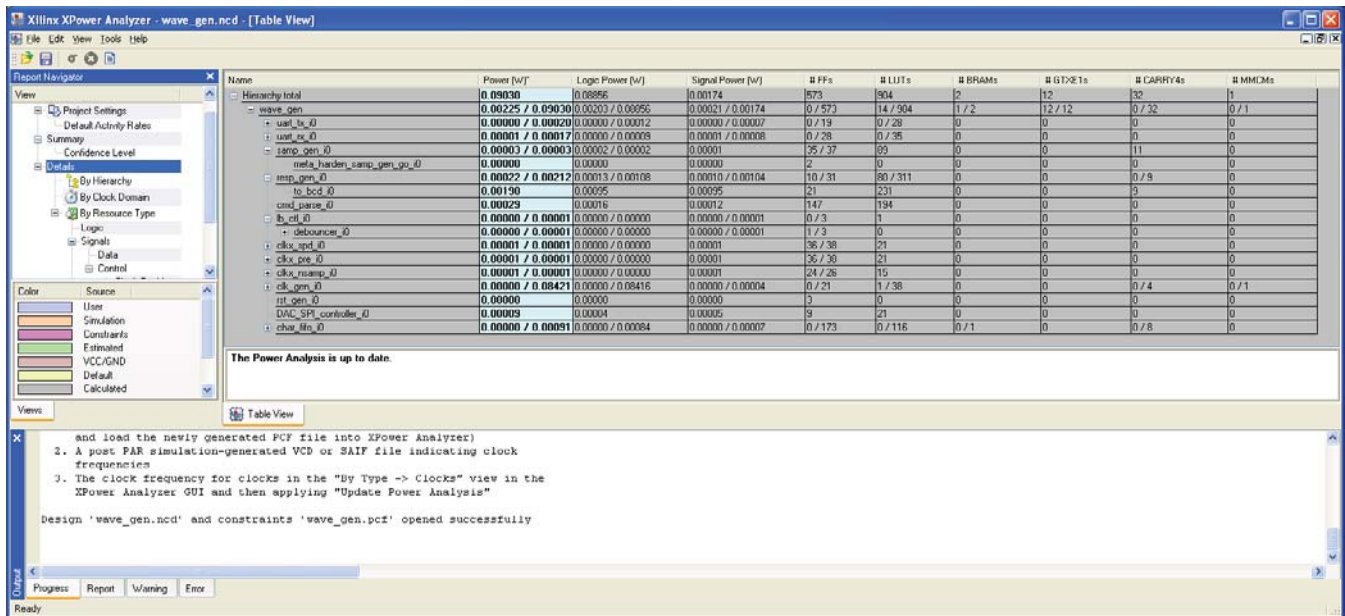 Xilinx XPower Analyzer - wave_gen.ncd - [Table View]
File Edit View Tools Help
Report Navigator
View
Project Settings
Default Activity Rates
Summary
Confidence Level
Details
By Hierarchy
By Clock Domain
By Resource Type
Logic
Signals
Data
Control
Color Source
User
Simulation
Constraints
Estimated
VCC/GND
Default
Calculated
Views
Name Power [W] Logic Power [W] Signal Power [W] # FFs # LUTs # BRAMs # GTXE1s # CARRY4s # MMCMs
Hierarchy total 0.09030 0.08856 0.00174 573 904 2 12 32 1
wave_gen 0.00225 / 0.09030 0.00203 / 0.08856 0.00021 / 0.00174 0 / 573 14 / 904 1 / 2 12 / 12 0 / 32 0 / 1
uart_tx_i0 0.00000 / 0.00020 0.00000 / 0.00012 0.00000 / 0.00007 0 / 19 0 / 28 0 0 0 0
uart_rx_i0 0.00001 / 0.00017 0.00000 / 0.00009 0.00001 / 0.00008 0 / 28 0 / 35 0 0 0 0
samp_gen_i0 0.00003 / 0.00003 0.00002 / 0.00002 0.00001 35 / 37 89 0 0 11 0
meta_harden_samp_gen_go_i0 0.00000 0.00000 0.00000 2 0 0 0 0 0
resp_gen_i0 0.00022 / 0.00212 0.00013 / 0.00108 0.00010 / 0.00104 10 / 31 80 / 311 0 0 0 / 9 0
to_bcd_i0 0.00190 0.00095 0.00095 21 231 0 0 9 0
cmd_parse_i0 0.00029 0.00016 0.00012 147 194 0 0 0 0
lb_ctl_i0 0.00000 / 0.00001 0.00000 / 0.00000 0.00000 / 0.00001 0 / 3 1 0 0 0 0
debouncer_i0 0.00000 / 0.00001 0.00000 / 0.00000 0.00000 / 0.00001 1 / 3 0 0 0 0 0
clkx_spd_i0 0.00001 / 0.00001 0.00000 / 0.00000 0.00001 36 / 38 21 0 0 0 0
clkx_pre_i0 0.00001 / 0.00001 0.00000 / 0.00000 0.00001 36 / 38 21 0 0 0 0
clkx_nsamp_i0 0.00001 / 0.00001 0.00000 / 0.00000 0.00001 24 / 26 15 0 0 0 0
clk_gen_i0 0.00000 / 0.08421 0.00000 / 0.08416 0.00000 / 0.00004 0 / 21 1 / 38 0 0 0 / 4 0 / 1
rst_gen_i0 0.00000 0.00000 0.00000 3 0 0 0 0 0
DAC_SPI_controller_i0 0.00009 0.00004 0.00005 9 21 0 0 0 0
char_fifo_i0 0.00000 / 0.00091 0.00000 / 0.00084 0.00000 / 0.00007 0 / 173 0 / 116 0 / 1 0 0 / 8 0
The Power Analysis is up to date.
Table View
and load the newly generated PCF file into XPower Analyzer)
2. A post PAR simulation-generated VCD or SAIF file indicating clock
frequencies
3. The clock frequency for clocks in the "By Type -> Clocks" view in the
XPower Analyzer GUI and then applying "Update Power Analysis"
Design 'wave_gen.ncd' and constraints 'wave_gen.pcf' opened successfully
Output
Progress Report Warning Error
Ready